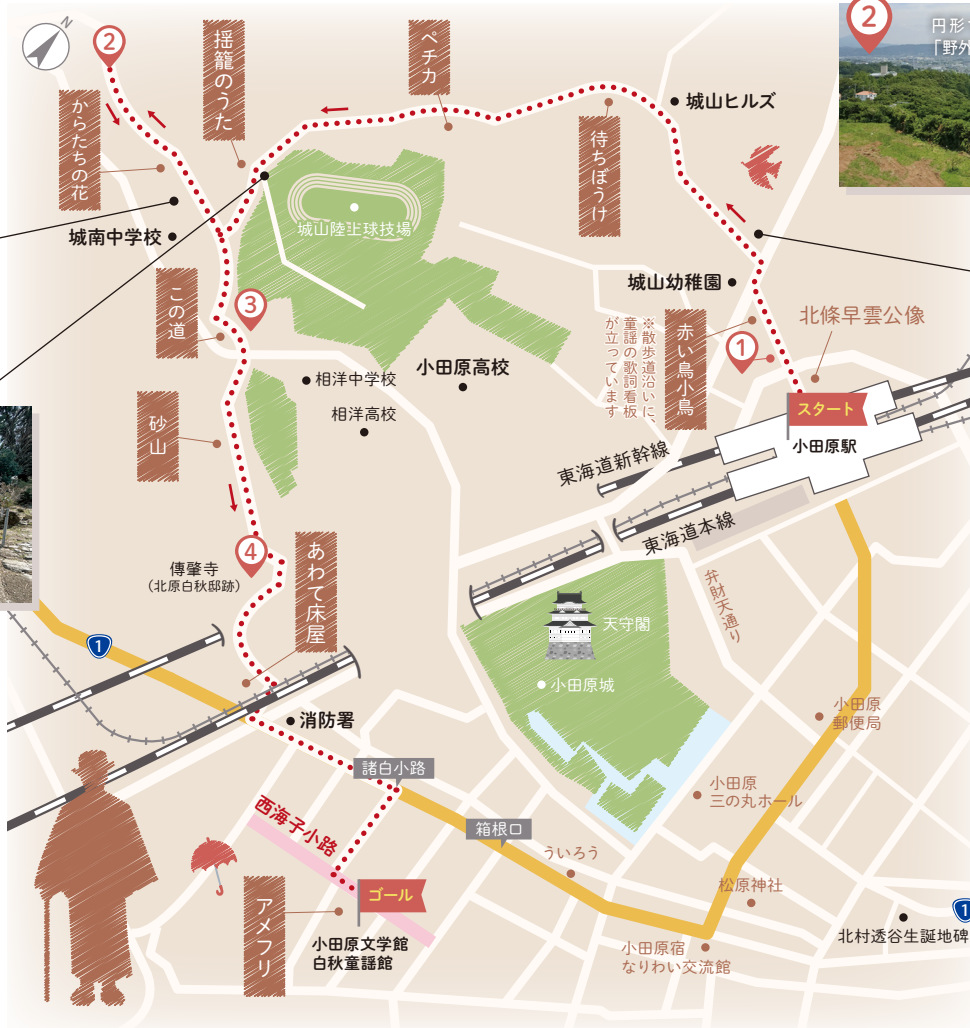 N
2
円形
「野外
揺籠のうた
ペチカ
からたちの花
待ちぼうけ
城山ヒルズ
城山陸上球技場
城南中学校
城山幼稚園
この道
3
北條早雲公像
赤い鳥小鳥
※散歩道沿いに、
童謡の歌詞看板
が立っています
1
小田原高校
相洋中学校
相洋高校
スタート
小田原駅
砂山
東海道新幹線
東海道本線
4
あわて床屋
傳肇寺
(北原白秋邸跡)
弁財天通り
1
天守閣
小田原城
消防署
小田原
郵便局
諸白小路
小田原
三の丸ホール
西海子小路
箱根口
ういろう
松原神社
ゴール
アメフリ
小田原文学館
白秋童謡館
小田原宿
なりわい交流館
1
北村透谷生誕地碑